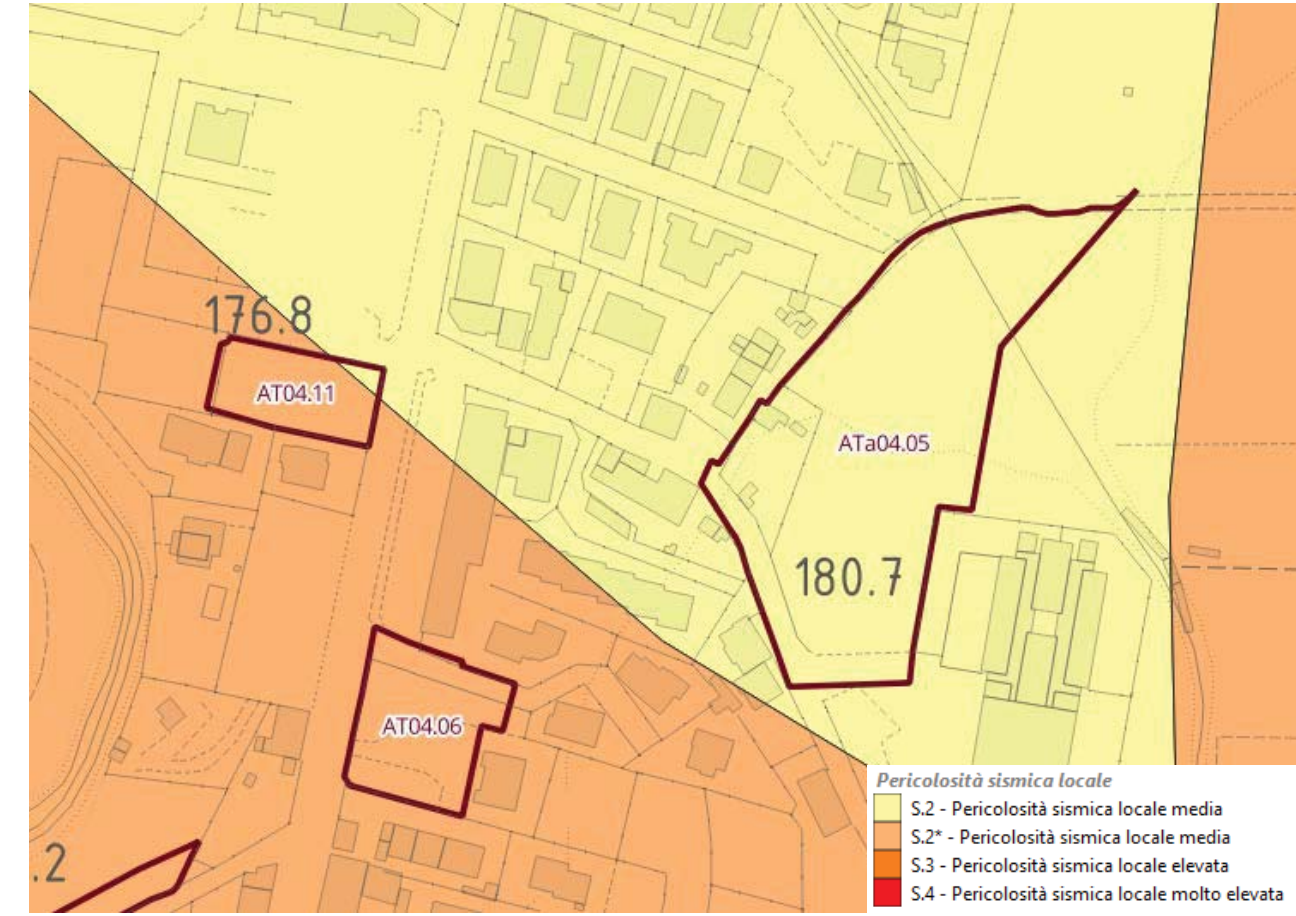 176.8
AT04.11
ATa04.05
180.7
AT04.06
.2
Pericolosità sismica locale
S.2 - Pericolosità sismica locale media
S.2* - Pericolosità sismica locale media
S.3 - Pericolosità sismica locale elevata
S.4 - Pericolosità sismica locale molto elevata